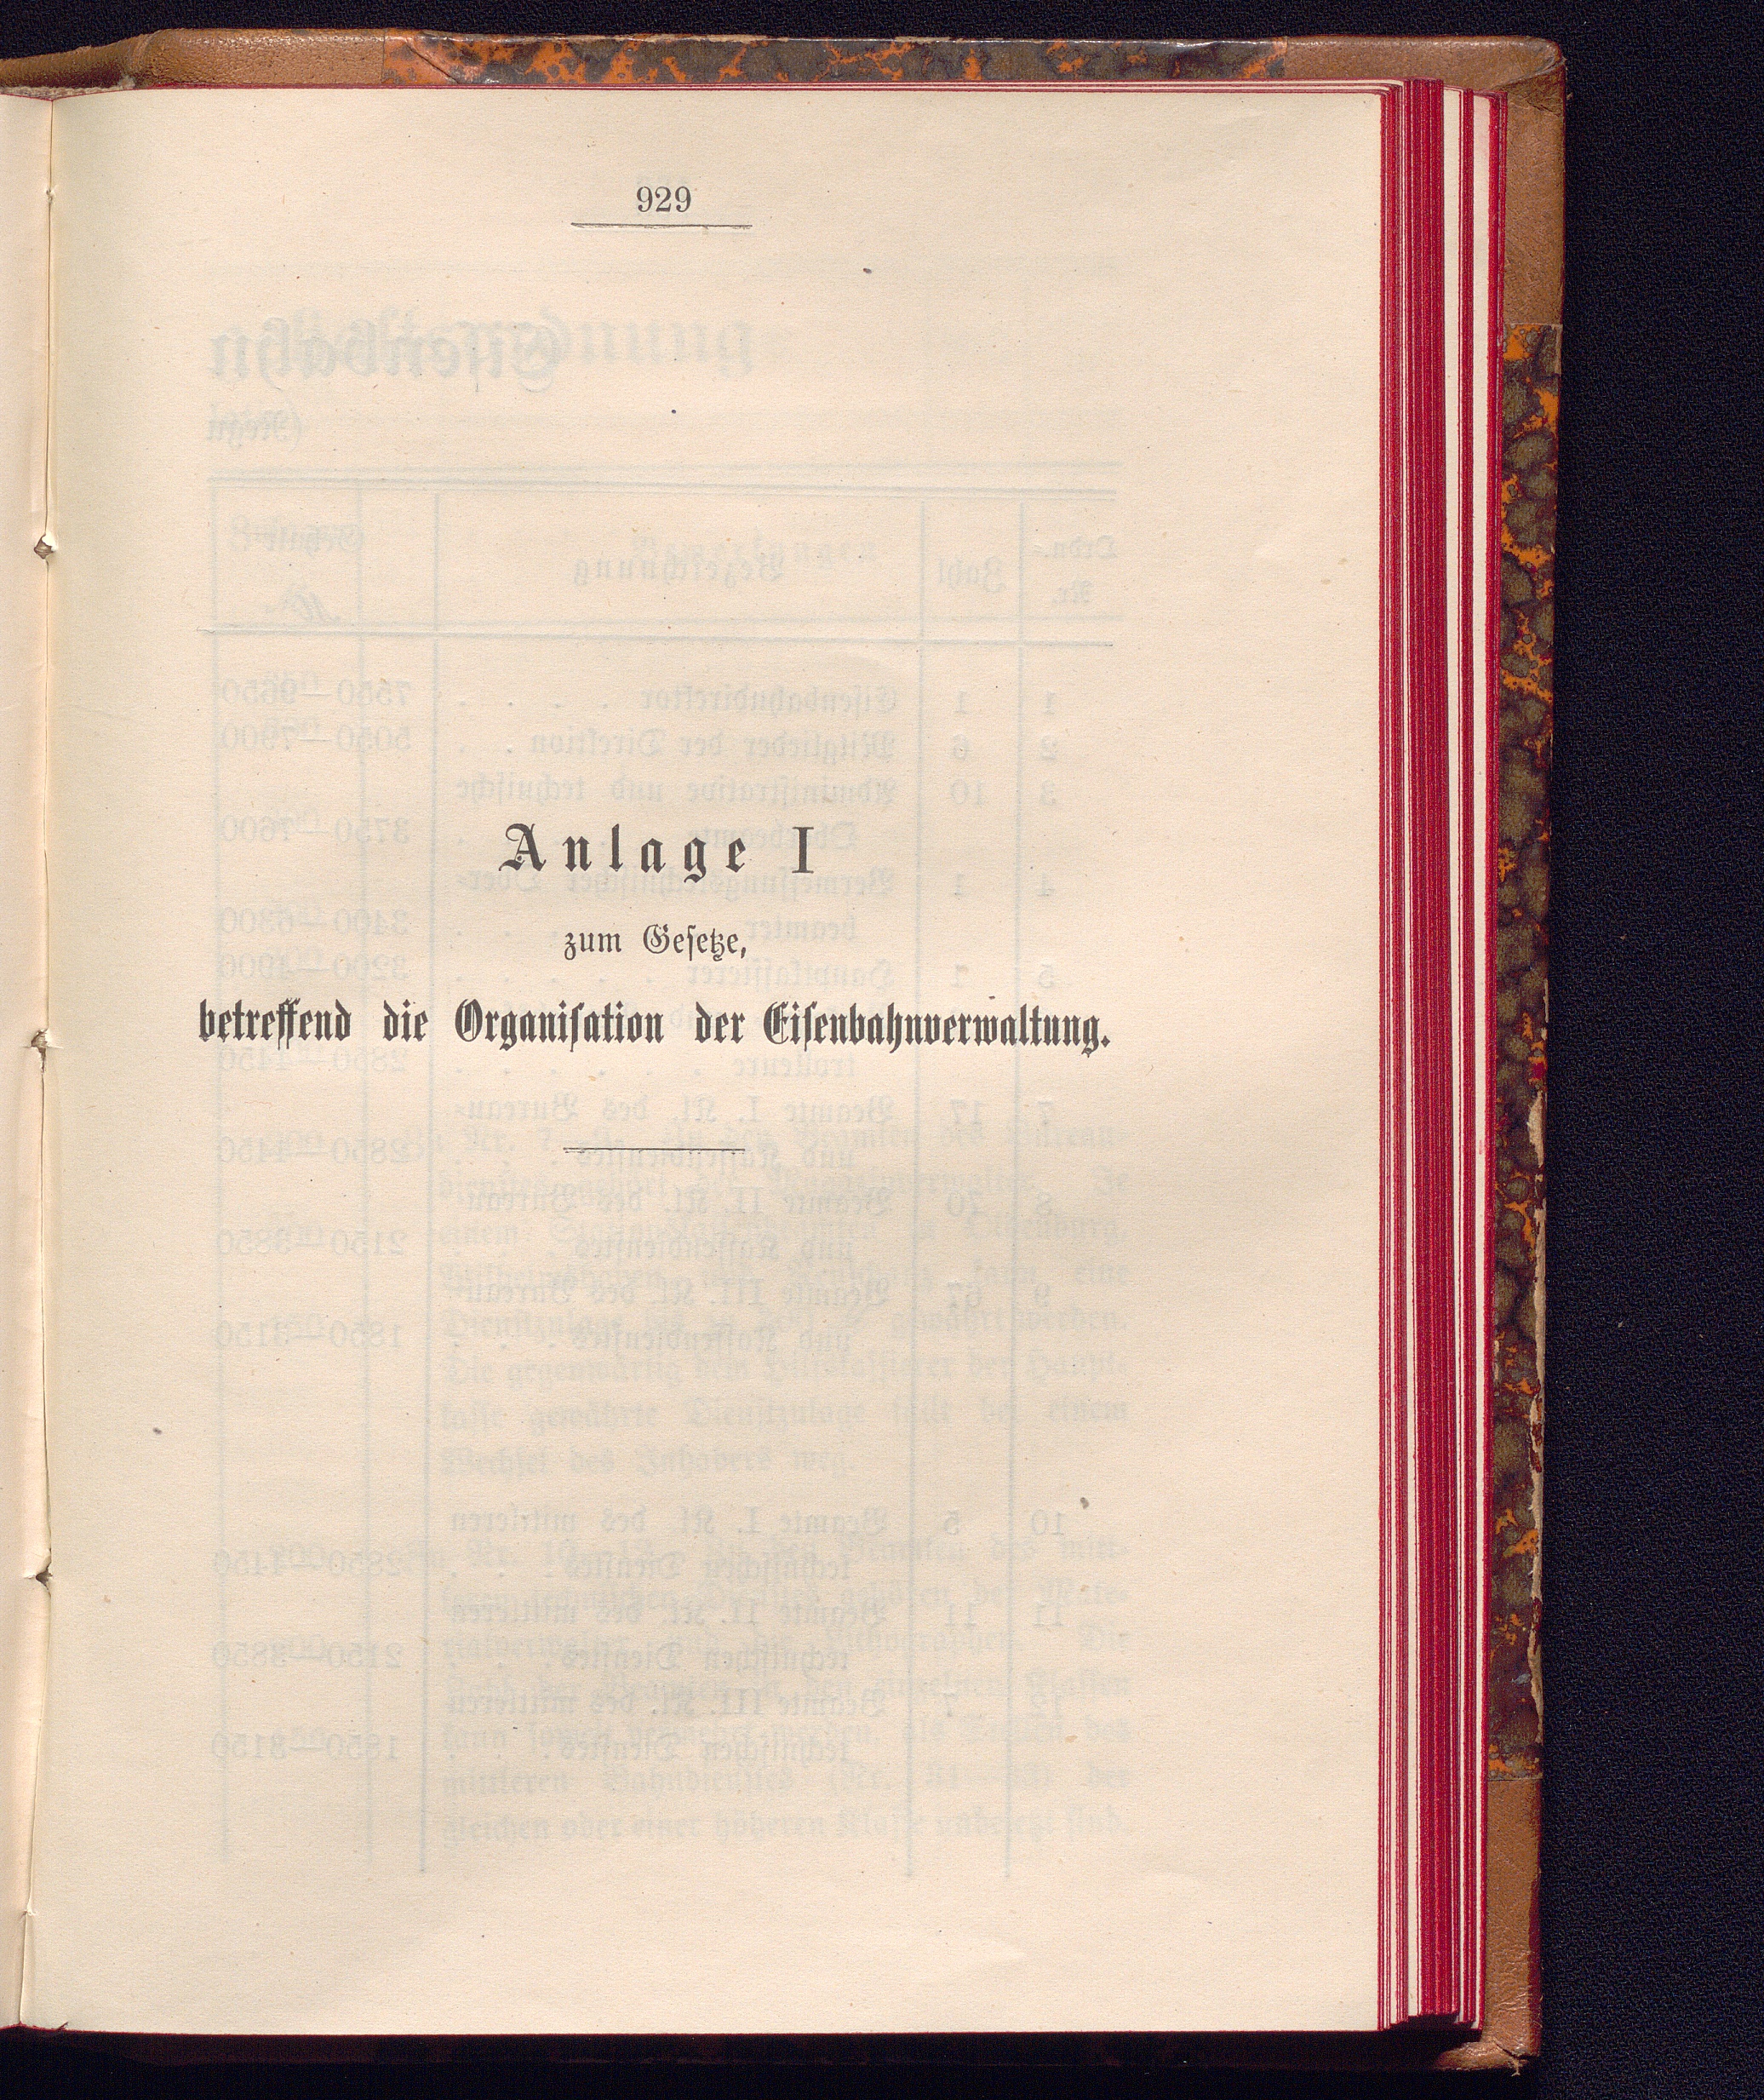 929
Anlage I
zum Gesetze,
betreffend die Organisation der Eisenbahnverwaltung.